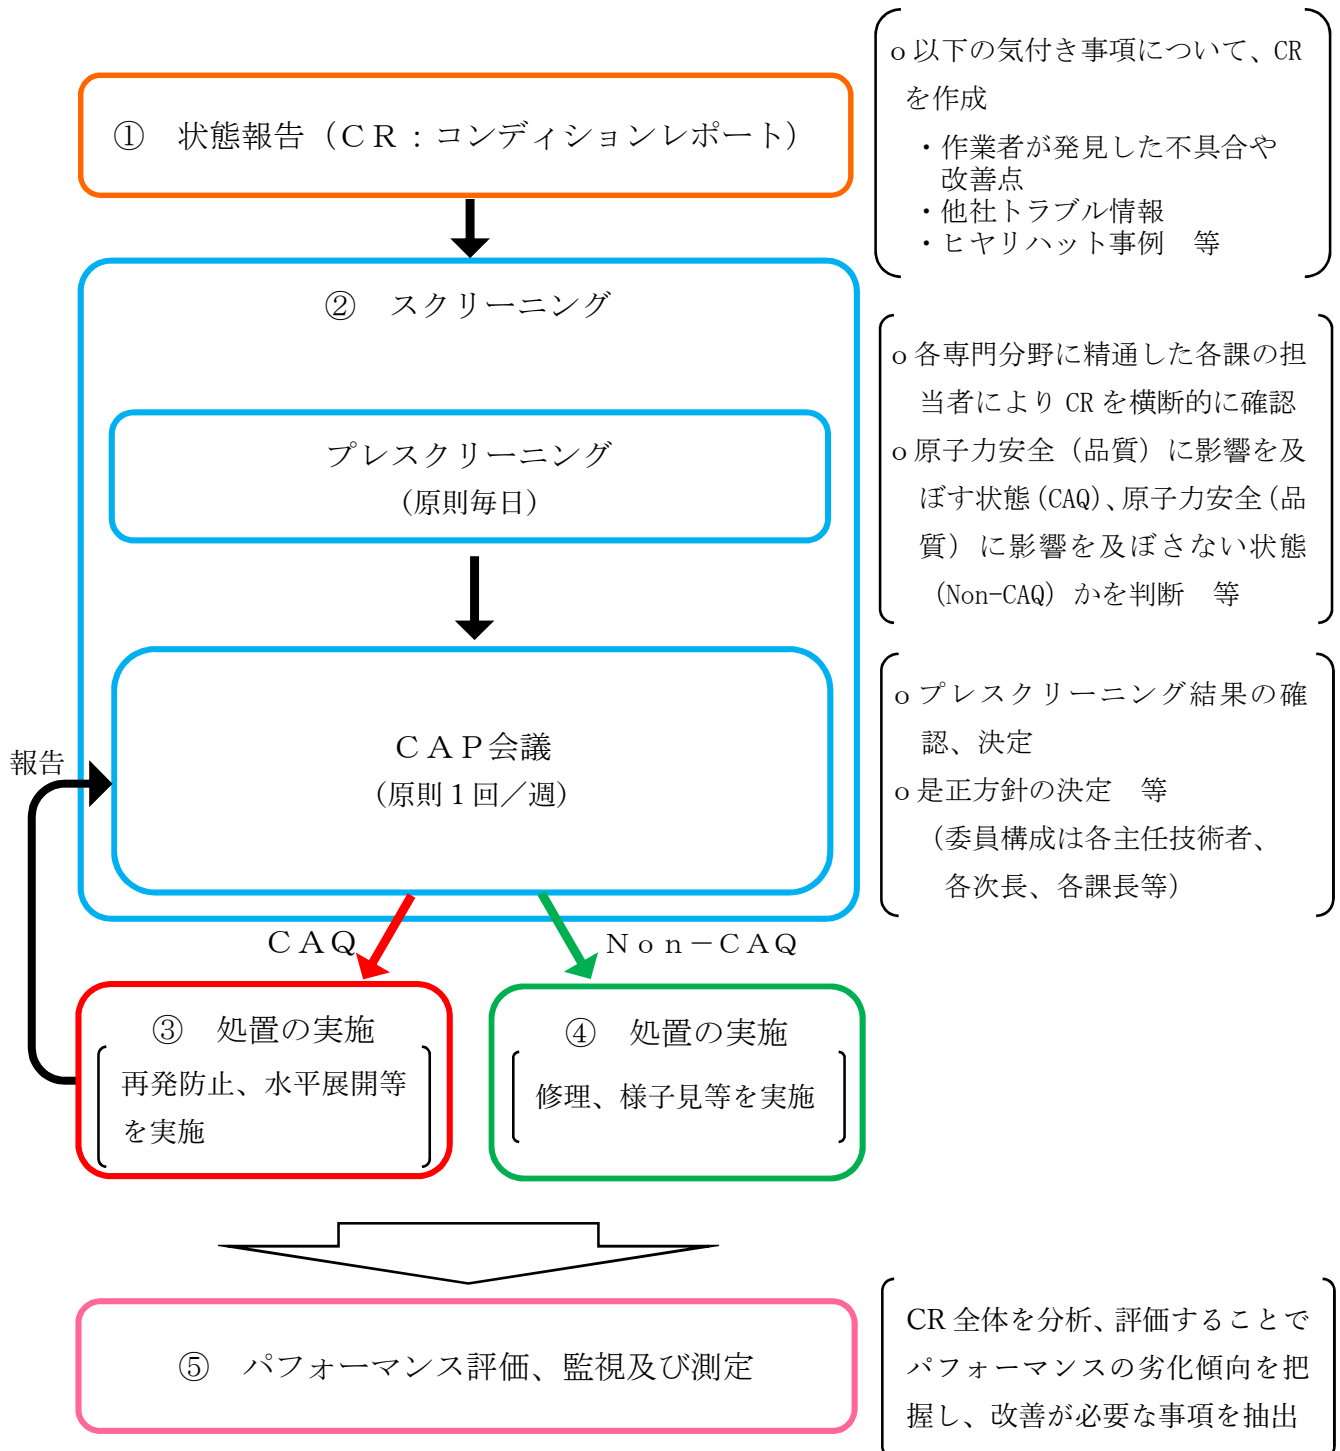 ① 状態報告（ＣＲ：コンディションレポート）
o 以下の気付き事項について、CR
を作成
・作業者が発見した不具合や
改善点
・他社トラブル情報
・ヒヤリハット事例　等
② スクリーニング
プレスクリーニング
（原則毎日）
o 各専門分野に精通した各課の担
当者により CR を横断的に確認
o 原子力安全（品質）に影響を及
ぼす状態(CAQ)、原子力安全(品
質）に影響を及ぼさない状態
(Non-CAQ) かを判断　等
ＣＡＰ会議
（原則１回／週）
o プレスクリーニング結果の確
認、決定
o 是正方針の決定　等
（委員構成は各主任技術者、
各次長、各課長等）
報告
ＣＡＱ
Ｎｏｎ－ＣＡＱ
③ 処置の実施
再発防止、水平展開等
を実施
④ 処置の実施
修理、様子見等を実施
⑤ パフォーマンス評価、監視及び測定
CR 全体を分析、評価することで
パフォーマンスの劣化傾向を把
握し、改善が必要な事項を抽出